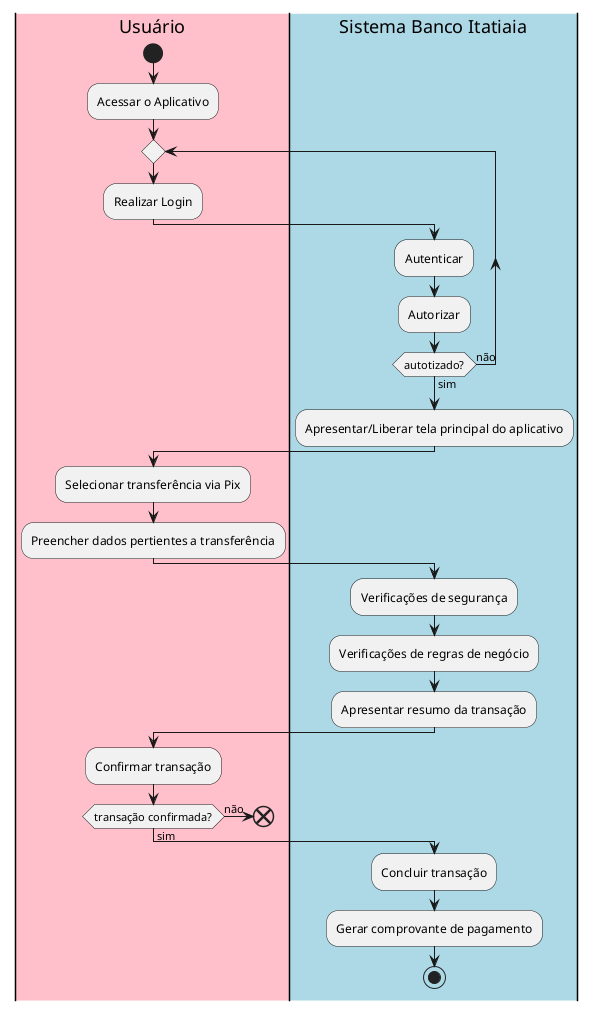 Usuário
Sistema Banco Itatiaia
Acessar o Aplicativo
Realizar Login
Autenticar
Autorizar
autotizado?
não
sim
Apresentar/Liberar tela principal do aplicativo
Selecionar transferência via Pix
Preencher dados pertientes a transferência
Verificações de segurança
Verificações de regras de negócio
Apresentar resumo da transação
Confirmar transação
transação confirmada?
não
sim
Concluir transação
Gerar comprovante de pagamento